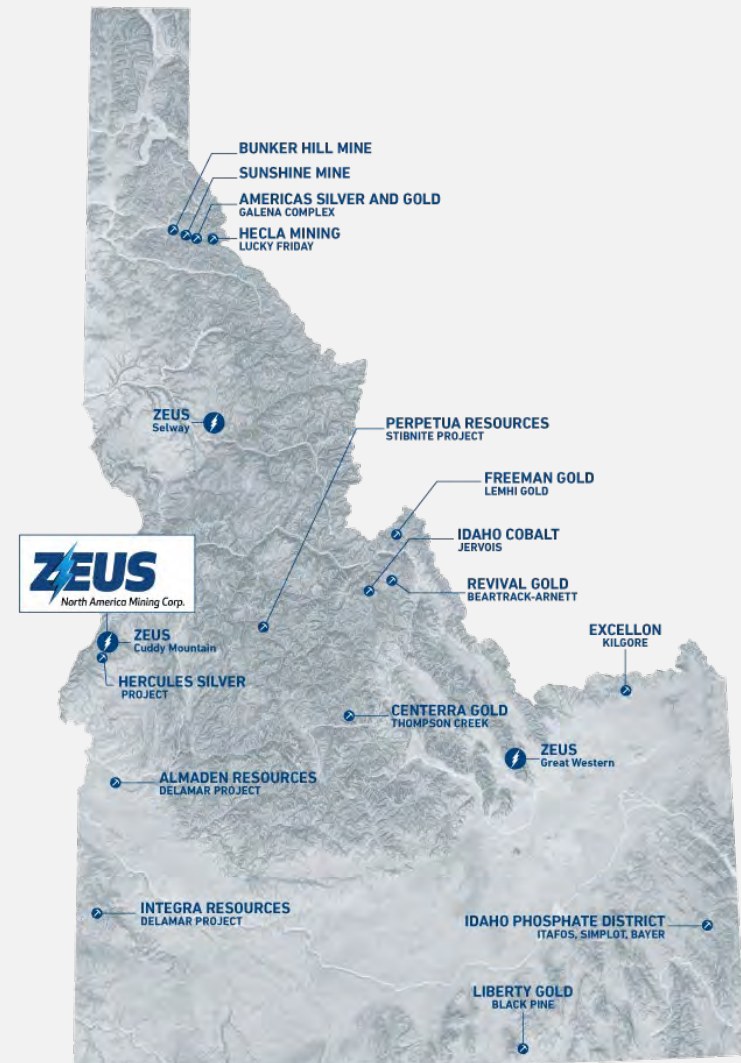 BUNKER HILL MINE
SUNSHINE MINE
AMERICAS SILVER AND GOLD
GALENA COMPLEX
HECLA MINING
LUCKY FRIDAY
ZEUS
Selway
PERPETUA RESOURCES
STIBNITE PROJECT
FREEMAN GOLD
LEMHI GOLD
IDAHO COBALT
JERVOIS
REVIVAL GOLD
BEARTRACK-ARNETT
ZEUS
North America Mining Corp.
ZEUS
Cuddy Mountain
HERCULES SILVER
PROJECT
EXCELLON
KILGORE
CENTERRA GOLD
THOMPSON CREEK
ZEUS
Great Western
ALMADEN RESOURCES
DELAMAR PROJECT
INTEGRA RESOURCES
DELAMAR PROJECT
IDAHO PHOSPHATE DISTRICT
ITAFOS, SIMPLOT, BAYER
LIBERTY GOLD
BLACK PINE